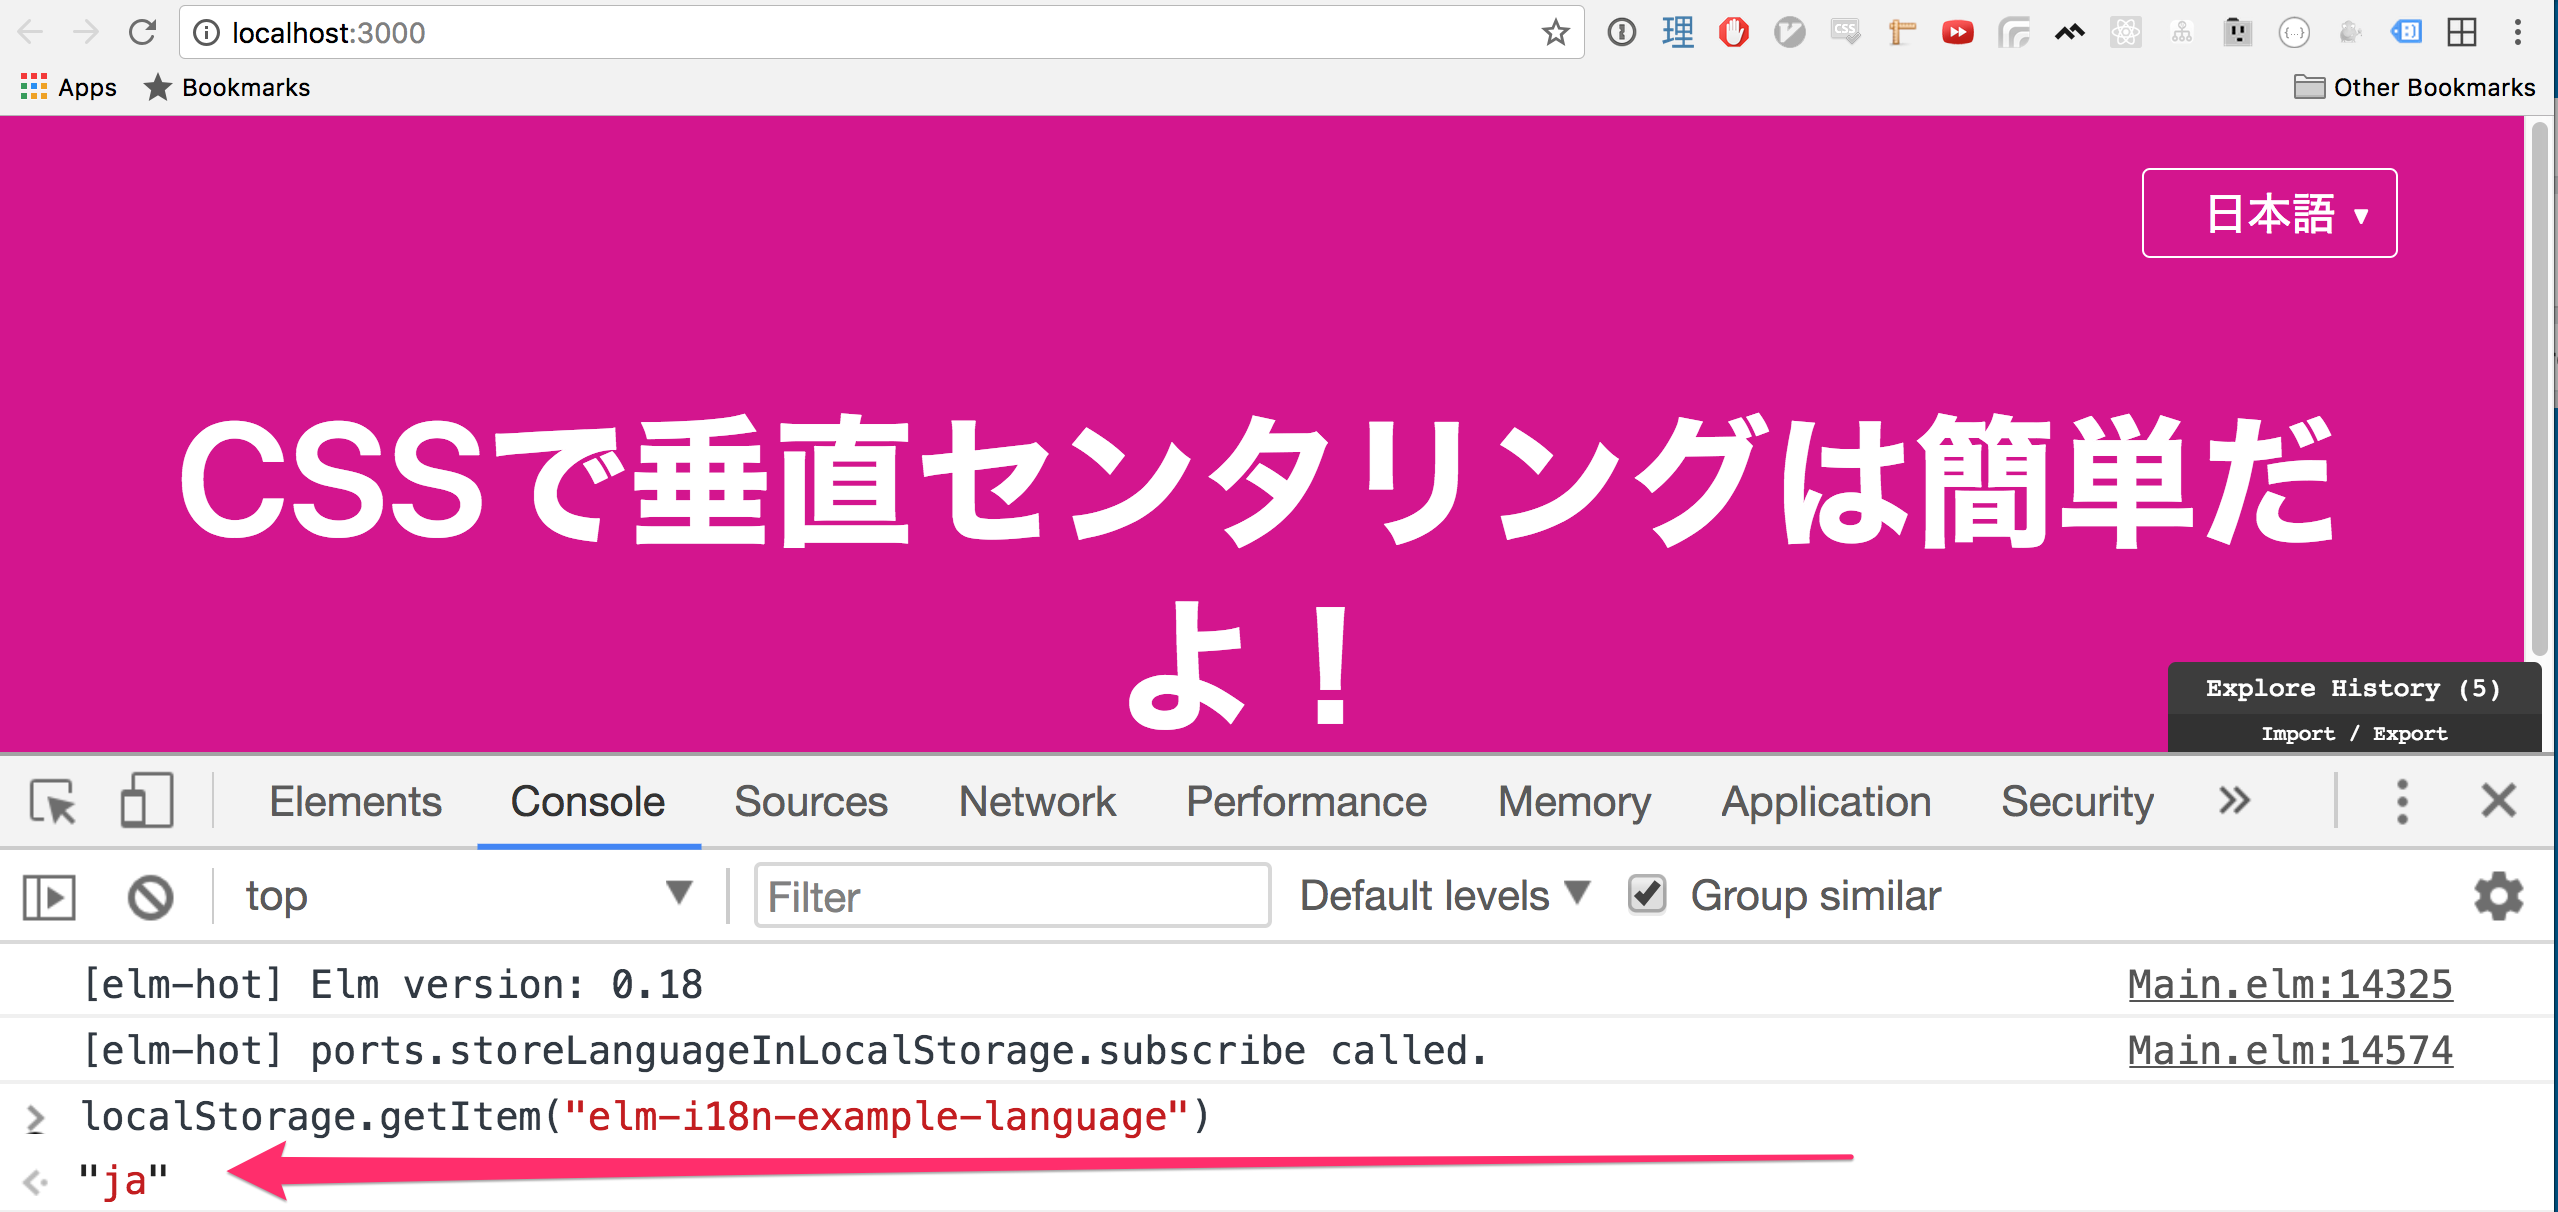 localhost:3000
理
Apps
Bookmarks
Other Bookmarks
日本語 ▼
CSSで垂直センタリングは簡単だ
よ！
Explore History (5)
Import / Export
Elements Console Sources Network Performance Memory Application Security
top ▼ Filter Default levels ▼ Group similar
[elm-hot] Elm version: 0.18 Main.elm:14325
[elm-hot] ports.storeLanguageInLocalStorage.subscribe called. Main.elm:14574
localStorage.getItem("elm-i18n-example-language")
"ja"